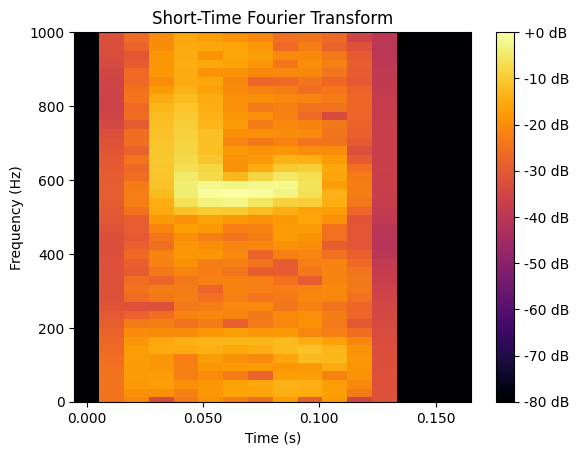 Short-Time Fourier Transform
1000
800
600
400
200
0
Frequency (Hz)
0.000
0.050
0.100
0.150
Time (s)
+0 dB
-10 dB
-20 dB
-30 dB
-40 dB
-50 dB
-60 dB
-70 dB
-80 dB